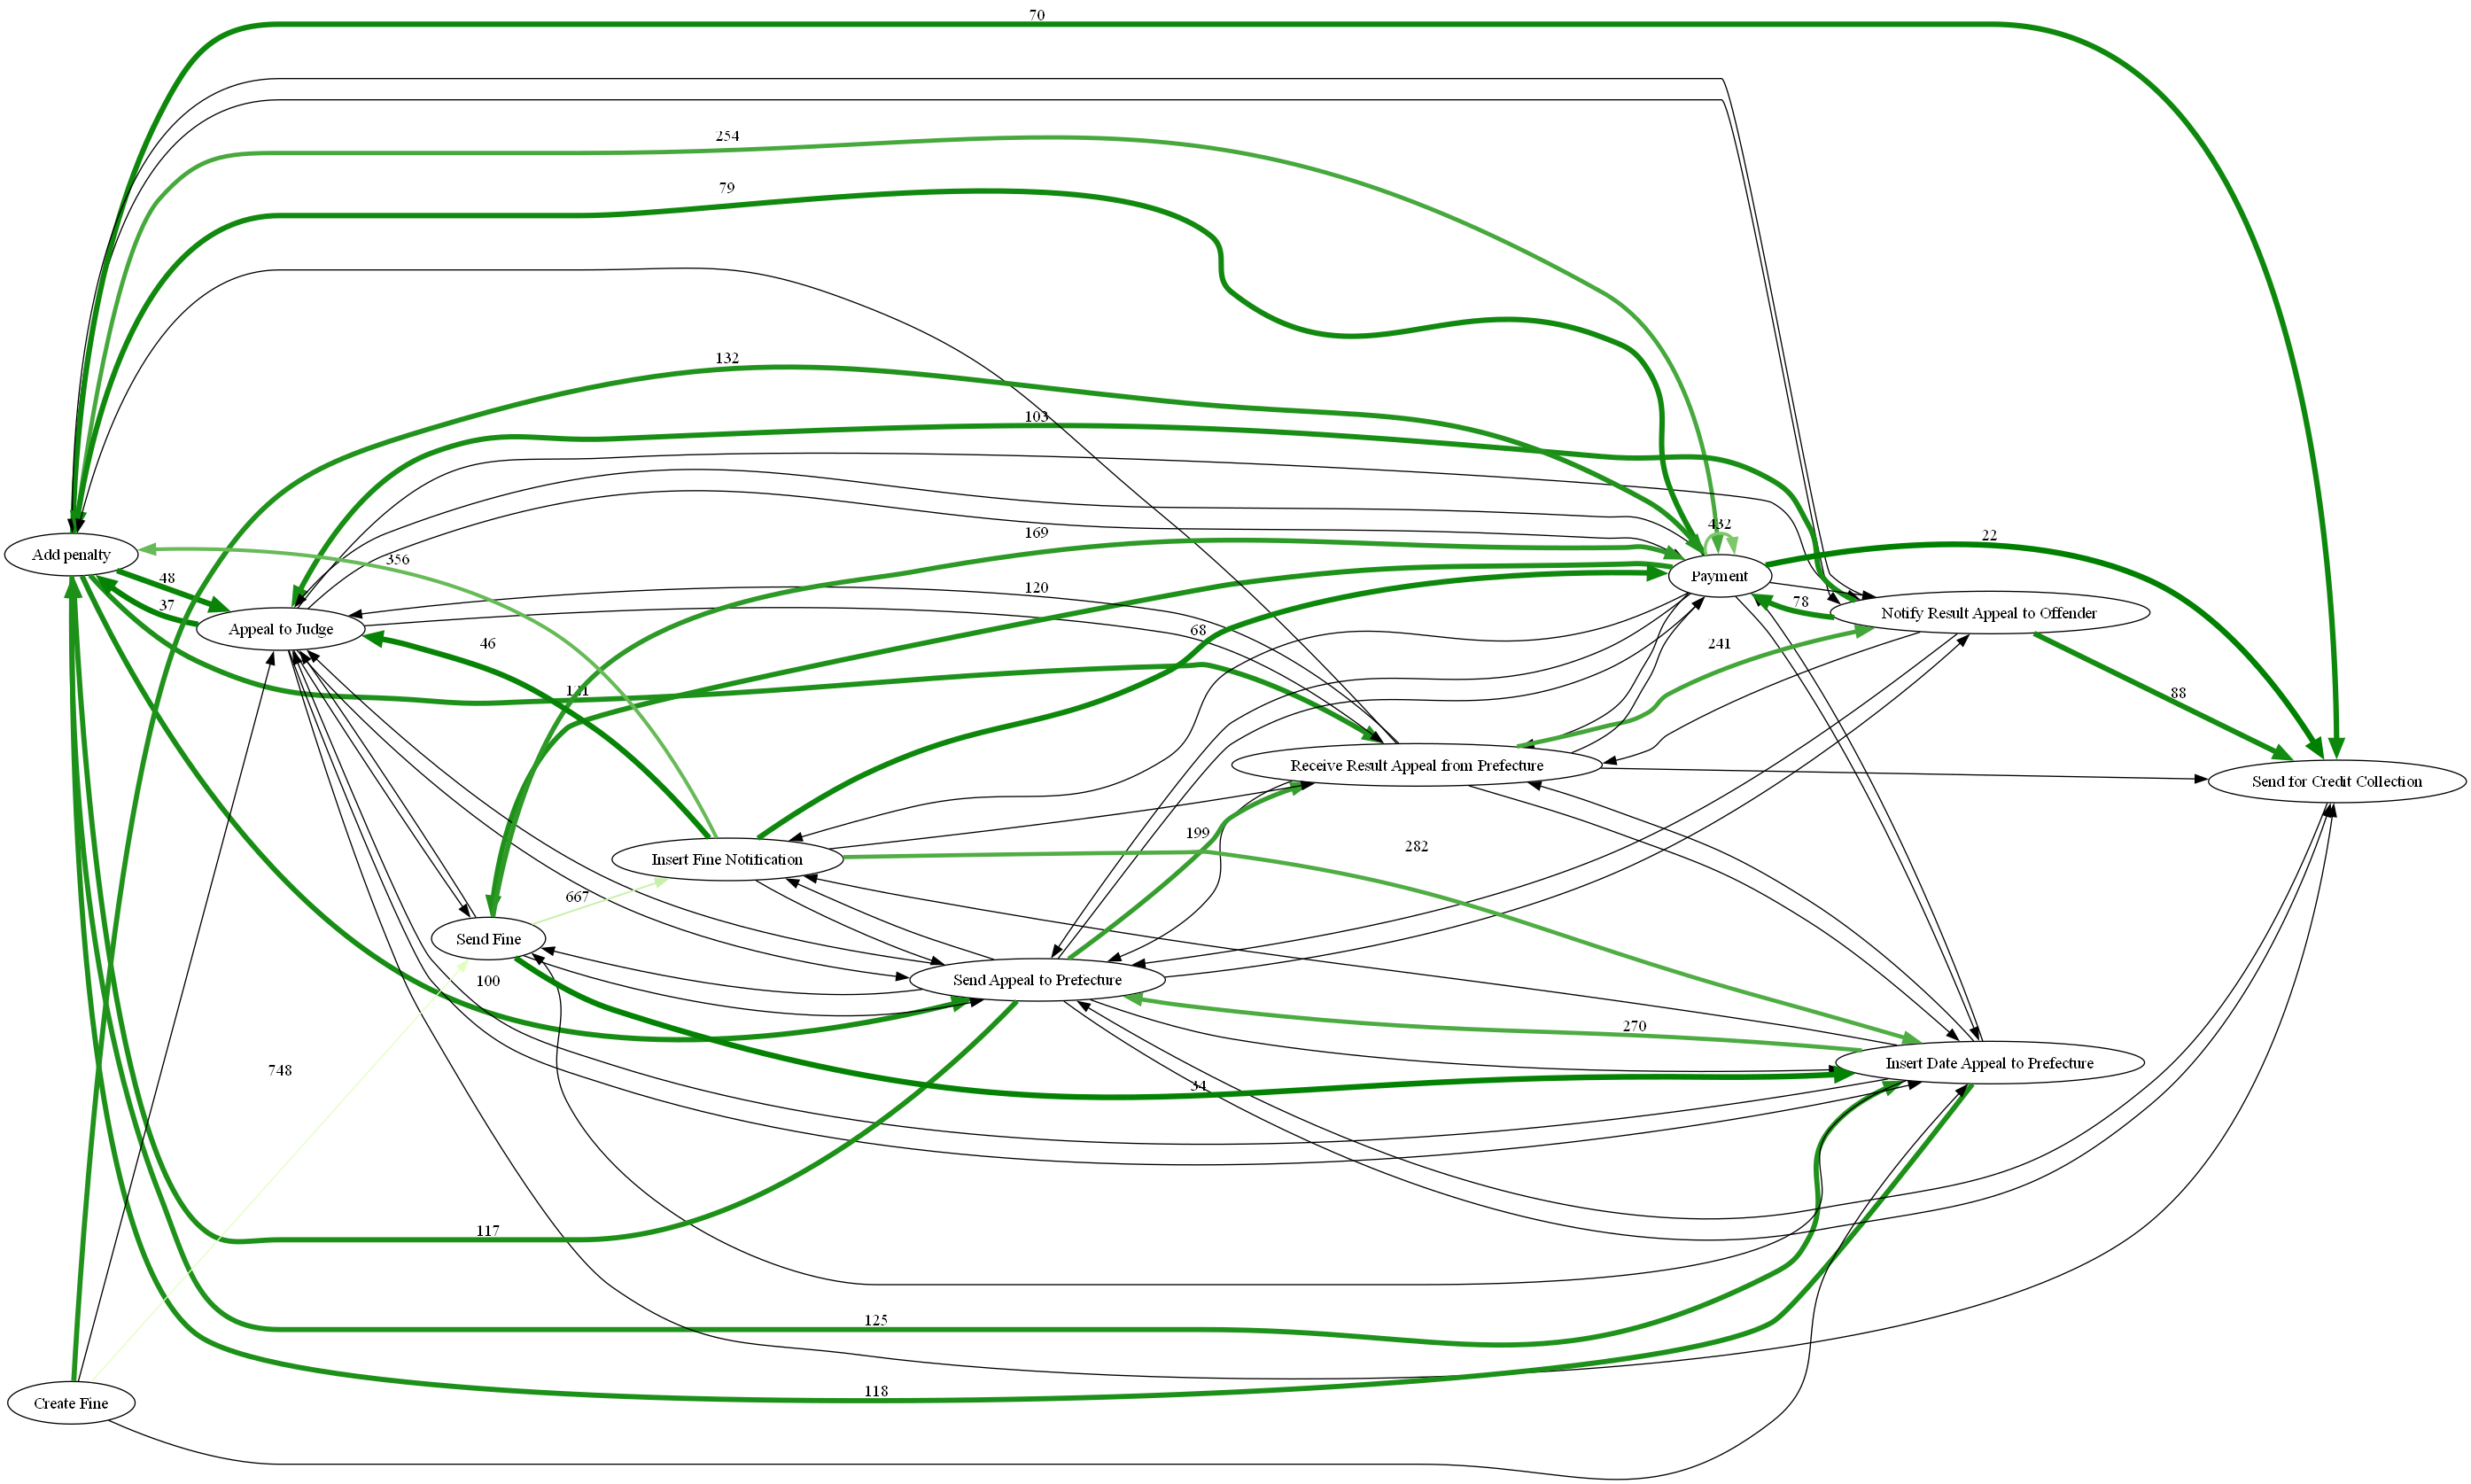 70
254
79
132
103
432
22
169
356
Add penalty
48
37
Payment
120
78
Notify Result Appeal to Offender
Appeal to Judge
68
46
241
88
Receive Result Appeal from Prefecture
Send for Credit Collection
199
282
Insert Fine Notification
667
Send Fine
100
Send Appeal to Prefecture
270
Insert Date Appeal to Prefecture
748
34
117
125
118
Create Fine